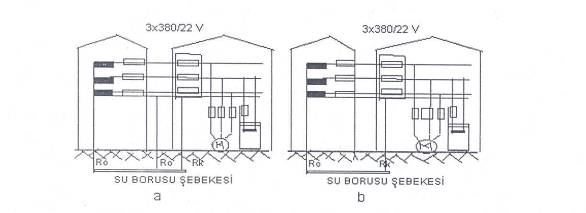 3x380/22 V
3x380/22 V
Ro
Ro
Rk
Ro
Rk
SU BORUSU ŞEBEKESİ
SU BORUSU ŞEBEKESİ
a
b